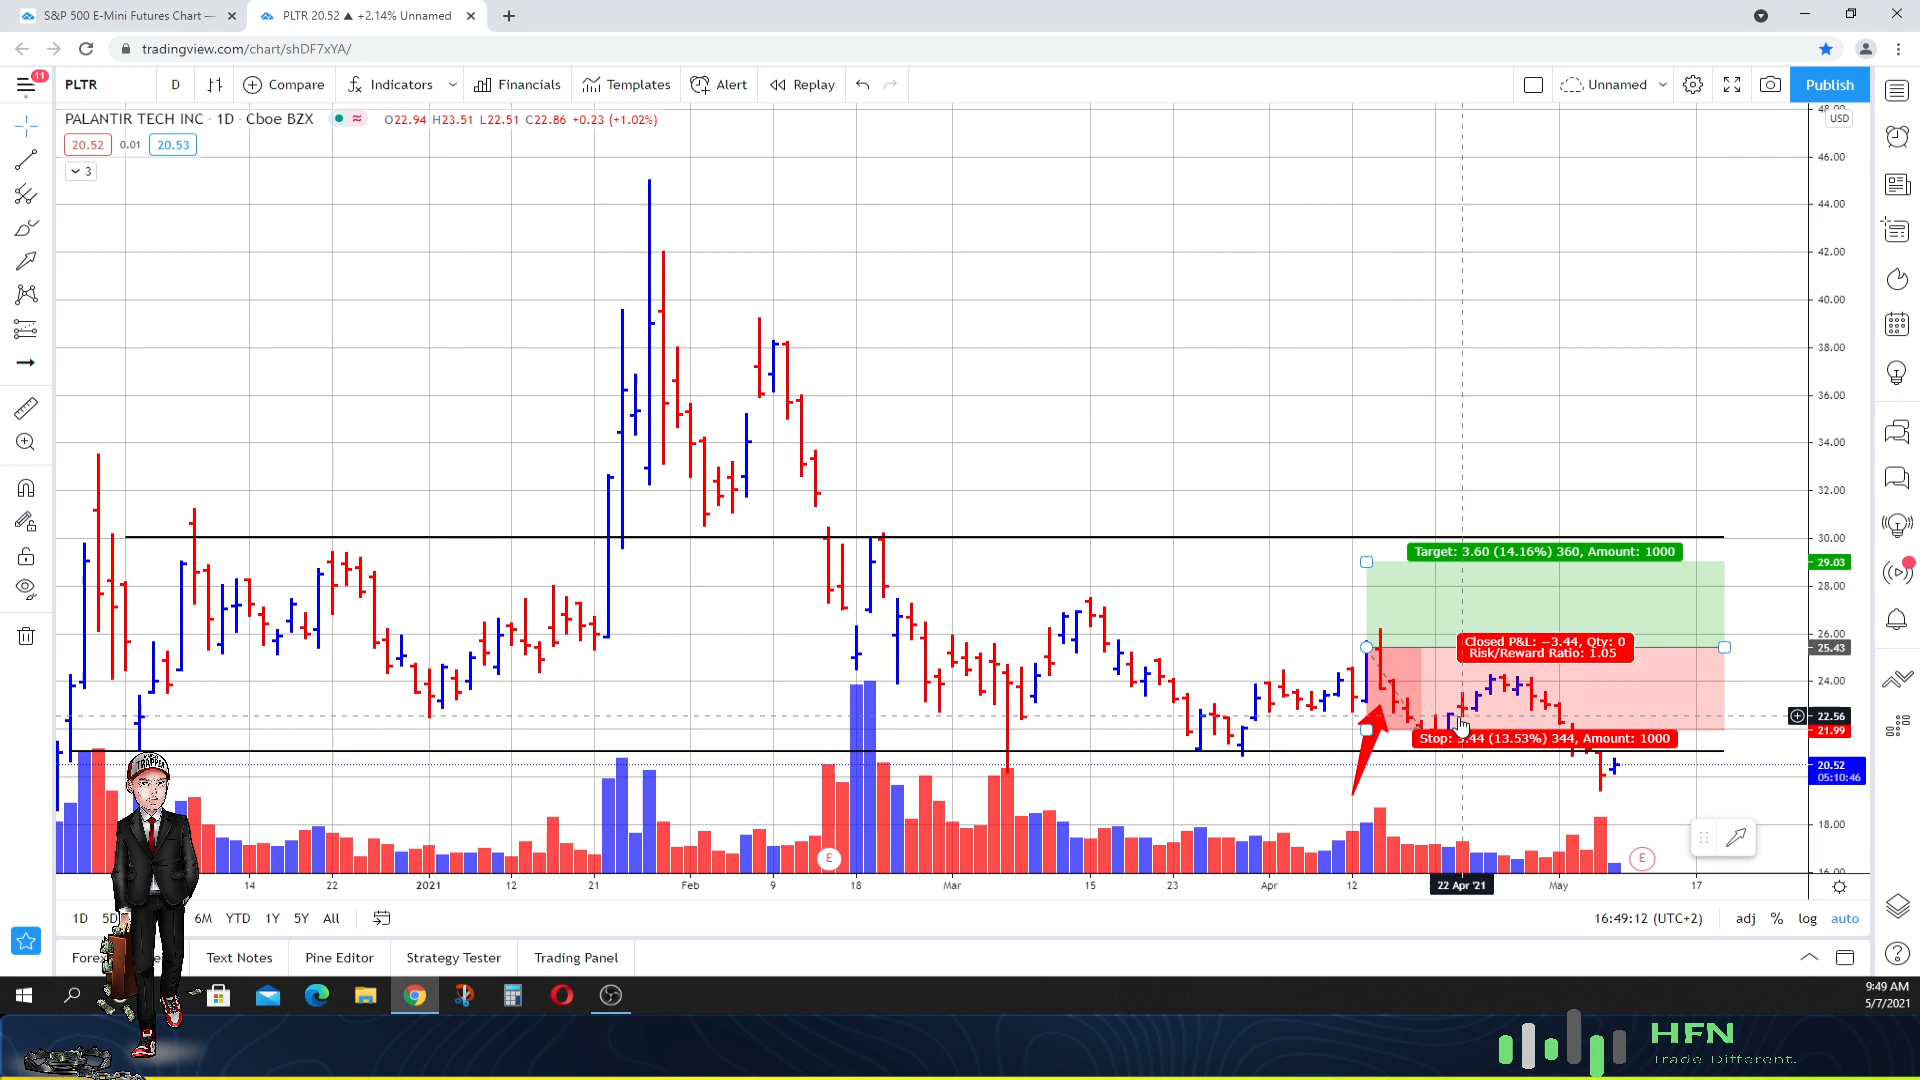 S&P 500 E-Mini Futures Chart —
PLTR 20.52 ▲ +2.14% Unnamed
tradingview.com/chart/shDF7xYA/
11
PLTR
D
Compare
Indicators
Financials
Templates
Alert
Replay
Unnamed
Publish
PALANTIR TECH INC · 1D · Cboe BZX
O22.94 H23.51 L22.51 C22.86 +0.23 (+1.02%)
20.52 0.01 20.53
3
48.00
USD
46.00
44.00
42.00
40.00
38.00
36.00
34.00
32.00
30.00
Target: 3.60 (14.16%) 360, Amount: 1000
29.03
28.00
26.00
Closed P&L: −3.44, Qty: 0
Risk/Reward Ratio: 1.05
25.43
24.00
22.56
21.99
Stop: 3.44 (13.53%) 344, Amount: 1000
20.52
05:10:46
TRAPPER
18.00
E
E
16.00
14 22 2021 12 21 Feb 9 18 Mar 15 23 Apr 12 22 Apr '21 May 17
1D 5D 6M YTD 1Y 5Y All
16:49:12 (UTC+2)
adj % log auto
Text Notes
Pine Editor
Strategy Tester
Trading Panel
9:49 AM
5/7/2021
HFN
Trade Different.